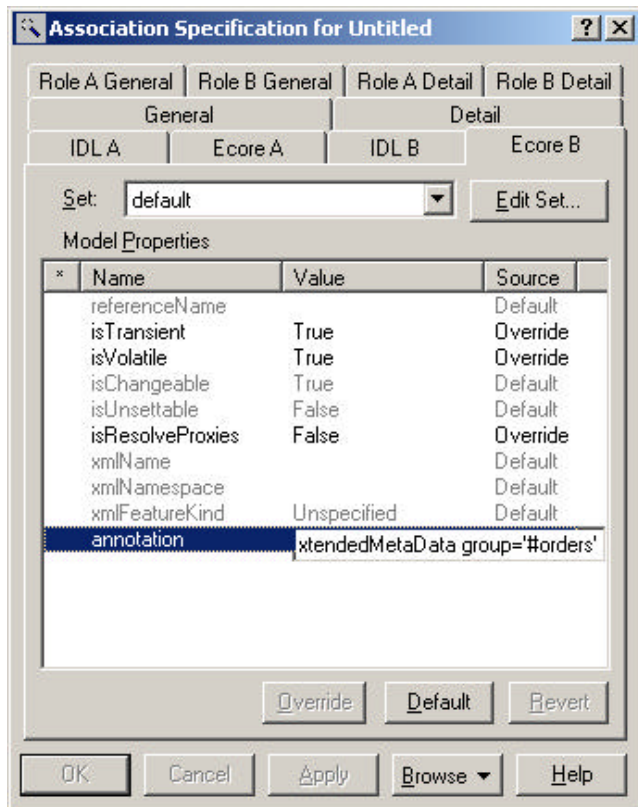 Association Specification for Untitled
Role A General Role B General Role A Detail Role B Detail
General Detail
IDL A Ecore A IDL B Ecore B
Set: default Edit Set...
Model Properties
* Name Value Source
referenceName Default
isTransient True Override
isVolatile True Override
isChangeable True Default
isUnsettable False Default
isResolveProxies False Override
xmlName Default
xmlNamespace Default
xmlFeatureKind Unspecified Default
annotation xtendedMetaData group='#orders'
Override Default Revert
OK Cancel Apply Browse Help